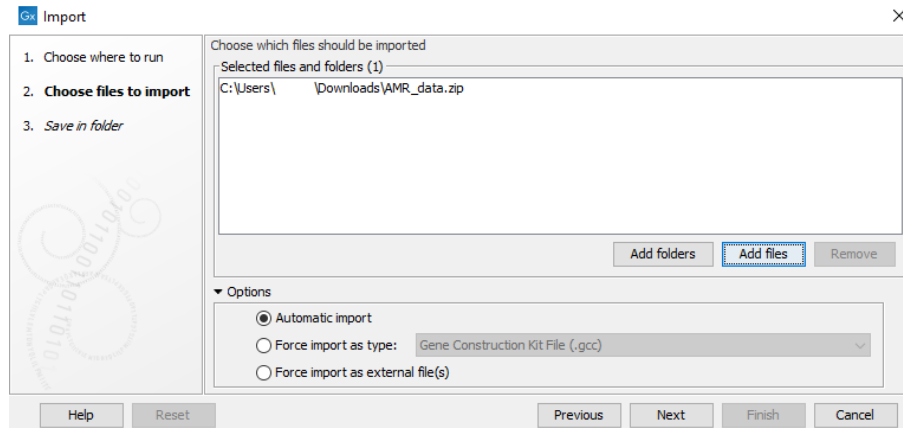 Gx Import
1. Choose where to run
2. Choose files to import
3. Save in folder
Choose which files should be imported
Selected files and folders (1)
C:\Users\ \Downloads\AMR_data.zip
Add folders Add files Remove
Options
Automatic import
Force import as type: Gene Construction Kit File (.gcc)
Force import as external file(s)
Help Reset Previous Next Finish Cancel